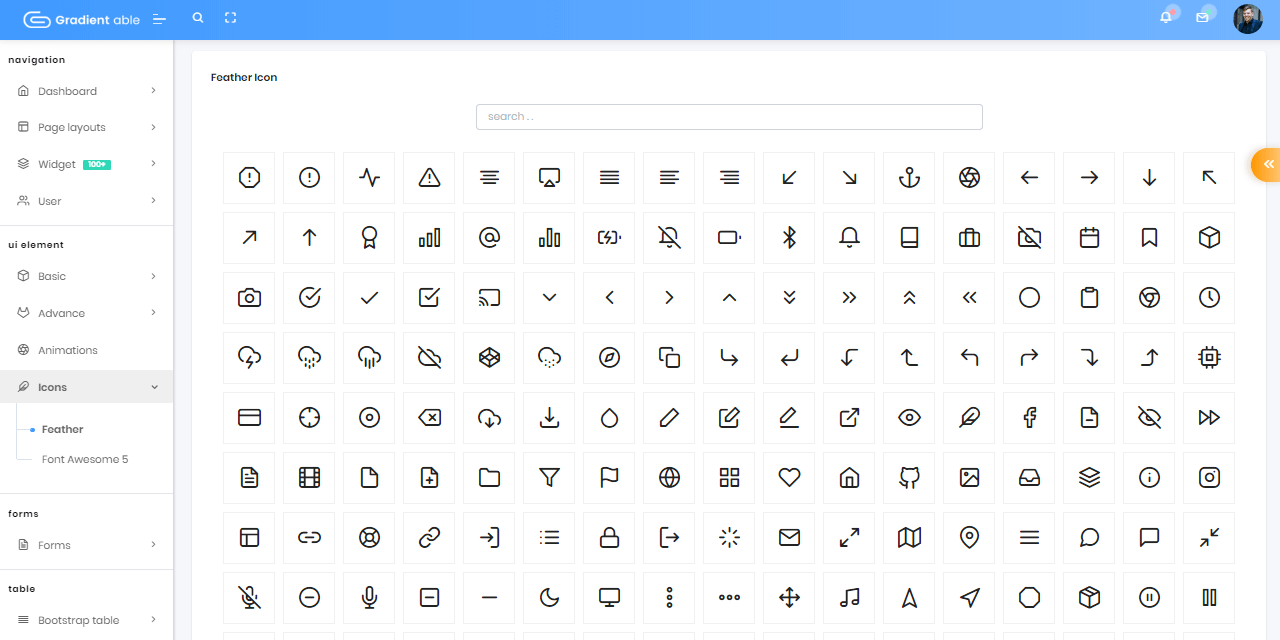 Gradient able
navigation
Dashboard
Page layouts
Widget 100+
User
ui element
Basic
Advance
Animations
Icons
Feather
Font Awesome 5
forms
Forms
table
Bootstrap table
Feather Icon
search . .